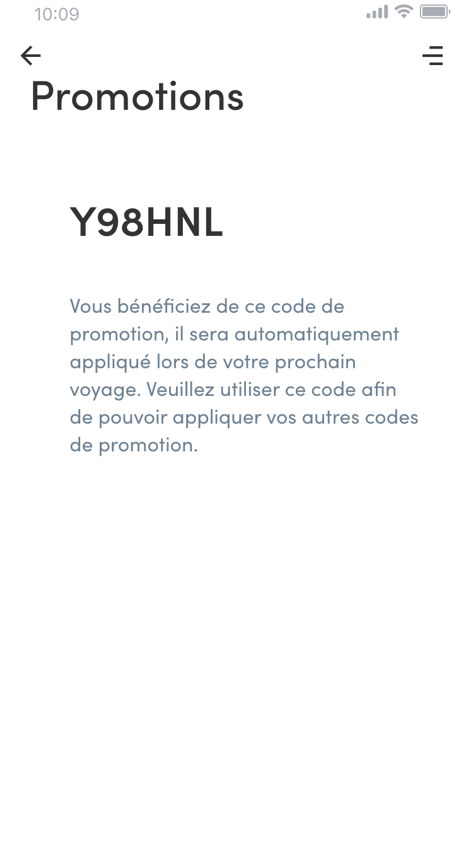 10:09
Promotions
Y98HNL
Vous bénéficiez de ce code de
promotion, il sera automatiquement
appliqué lors de votre prochain
voyage. Veuillez utiliser ce code afin
de pouvoir appliquer vos autres codes
de promotion.